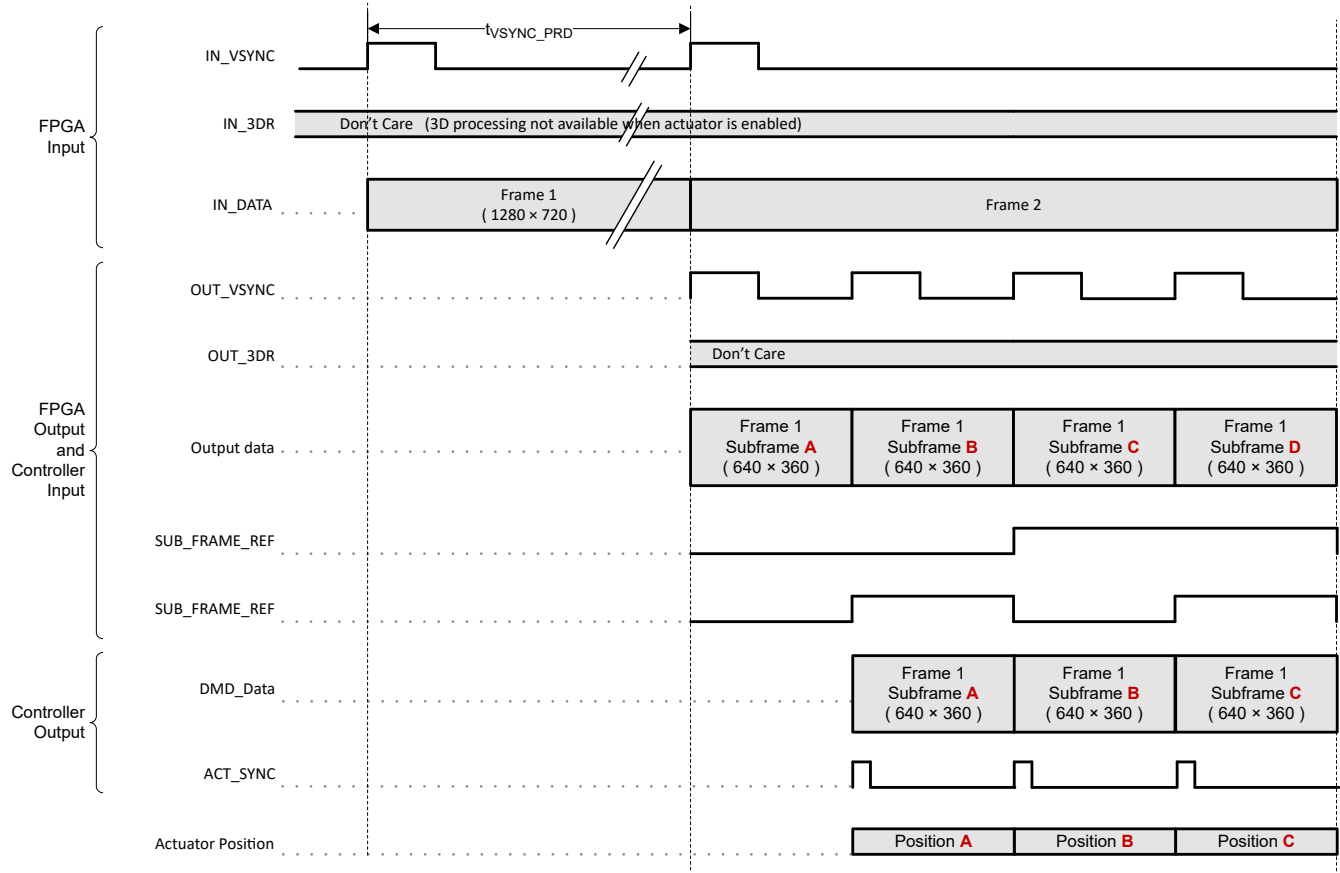 tVSYNC_PRD
IN_VSYNC
FPGA
Input
IN_3DR
Don't Care (3D processing not available when actuator is enabled)
IN_DATA
Frame 1
( 1280 × 720 )
Frame 2
FPGA
Output
and
Controller
Input
OUT_VSYNC
OUT_3DR
Don't Care
Output data
Frame 1
Subframe A
( 640 × 360 )
Frame 1
Subframe B
( 640 × 360 )
Frame 1
Subframe C
( 640 × 360 )
Frame 1
Subframe D
( 640 × 360 )
SUB_FRAME_REF
SUB_FRAME_REF
Controller
Output
DMD_Data
Frame 1
Subframe A
( 640 × 360 )
Frame 1
Subframe B
( 640 × 360 )
Frame 1
Subframe C
( 640 × 360 )
ACT_SYNC
Actuator Position
Position A
Position B
Position C